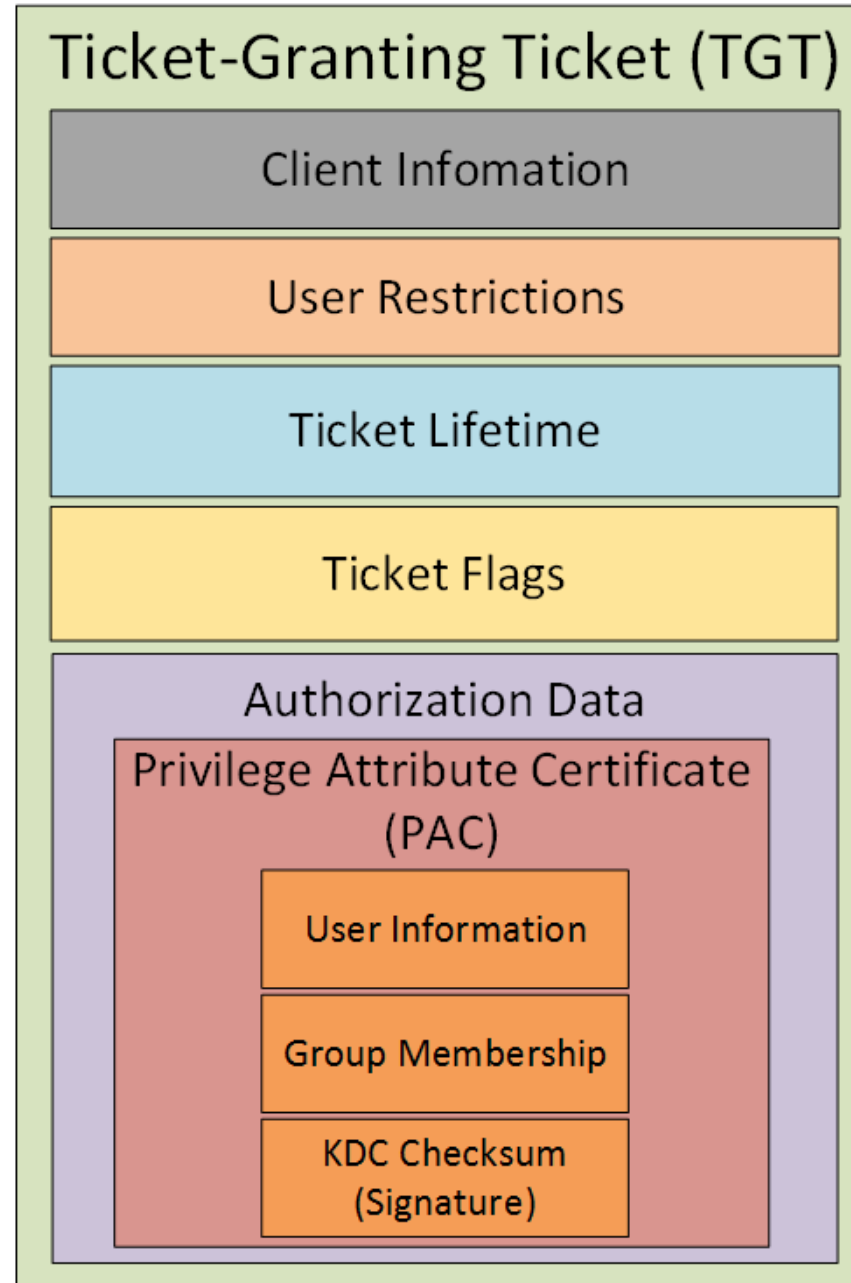 Ticket-Granting Ticket (TGT)
Client Infomation
User Restrictions
Ticket Lifetime
Ticket Flags
Authorization Data
Privilege Attribute Certificate
(PAC)
User Information
Group Membership
KDC Checksum
(Signature)